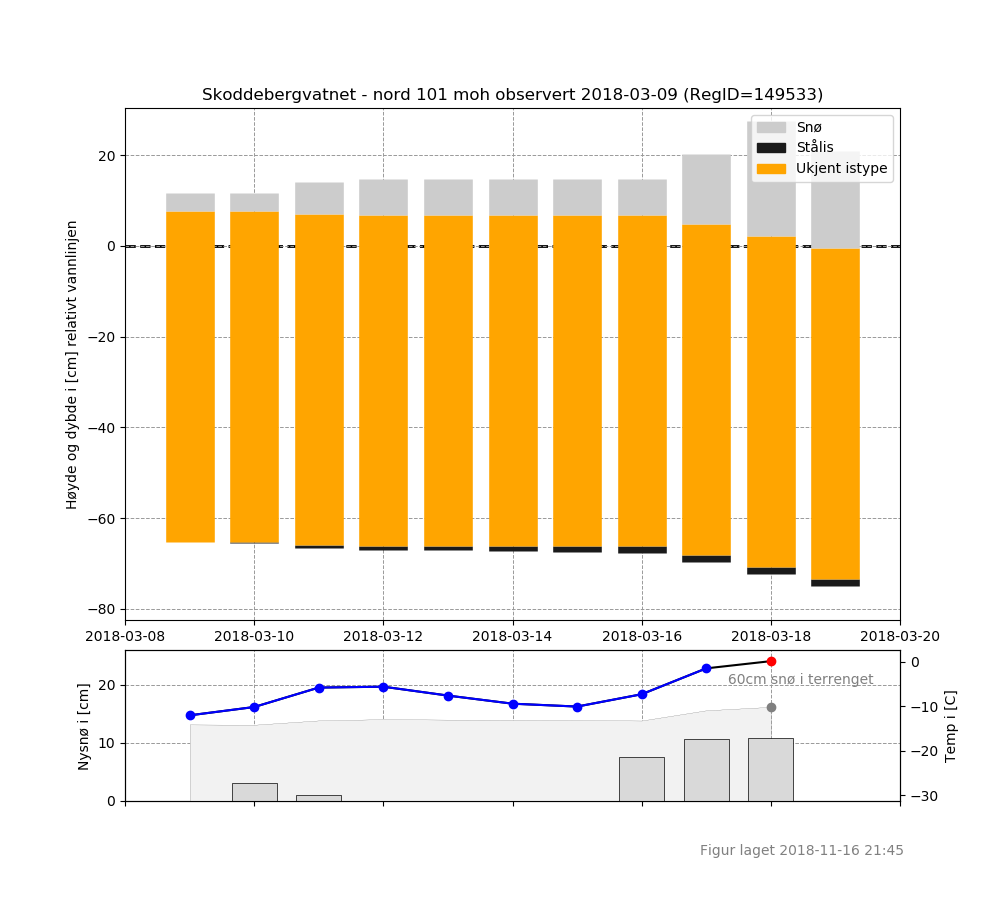 Skoddebergvatnet - nord 101 moh observert 2018-03-09 (RegID=149533)
Snø
Stålis
Ukjent istype
Høyde og dybde i [cm] relativt vannlinjen
20
0
−20
−40
−60
−80
2018-03-08 2018-03-10 2018-03-12 2018-03-14 2018-03-16 2018-03-18 2018-03-20
Nysnø i [cm]
20
10
0
60cm snø i terrenget
0
−10
−20
−30
Temp i [C]
Figur laget 2018-11-16 21:45